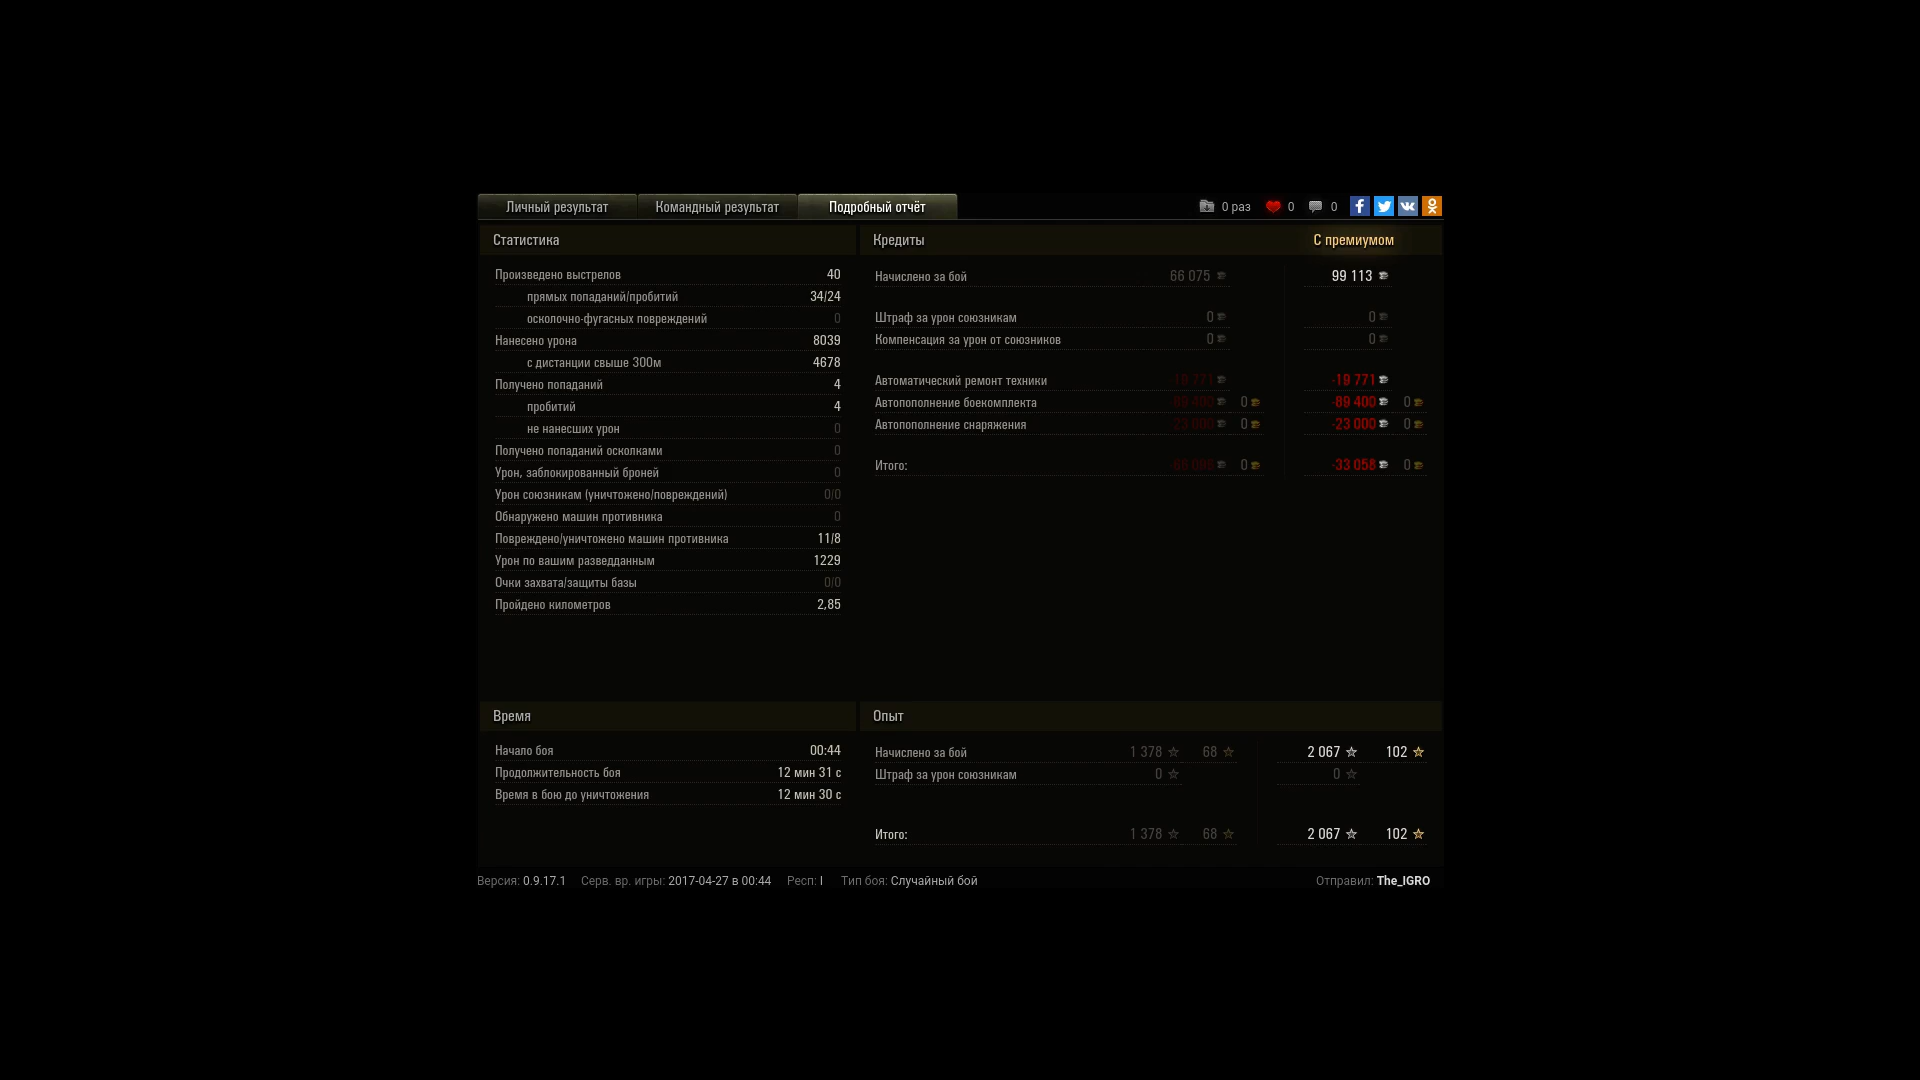 Личный результат Командный результат Подробный отчёт 0 раз 0 0
Статистика
Произведено выстрелов 40
прямых попаданий/пробитий 34/24
осколочно-фугасных повреждений 0
Нанесено урона 8039
с дистанции свыше 300м 4678
Получено попаданий 4
пробитий 4
не нанесших урон 0
Получено попаданий осколками 0
Урон, заблокированный броней 0
Урон союзникам (уничтожено/повреждений) 0/0
Обнаружено машин противника 0
Повреждено/уничтожено машин противника 11/8
Урон по вашим разведданным 1229
Очки захвата/защиты базы 0/0
Пройдено километров 2,85
Кредиты С премиумом
Начислено за бой 66 075 99 113
Штраф за урон союзникам 0 0
Компенсация за урон от союзников 0 0
Автоматический ремонт техники -19 771 -19 771
Автопополнение боекомплекта -89 400 0 -89 400 0
Автопополнение снаряжения -23 000 0 -23 000 0
Итого: -66 096 0 -33 058 0
Время
Начало боя 00:44
Продолжительность боя 12 мин 31 с
Время в бою до уничтожения 12 мин 30 с
Опыт
Начислено за бой 1 378 68 2 067 102
Штраф за урон союзникам 0 0
Итого: 1 378 68 2 067 102
Версия: 0.9.17.1 Серв. вр. игры: 2017-04-27 в 00:44 Респ: I Тип боя: Случайный бой Отправил: The_IGRO